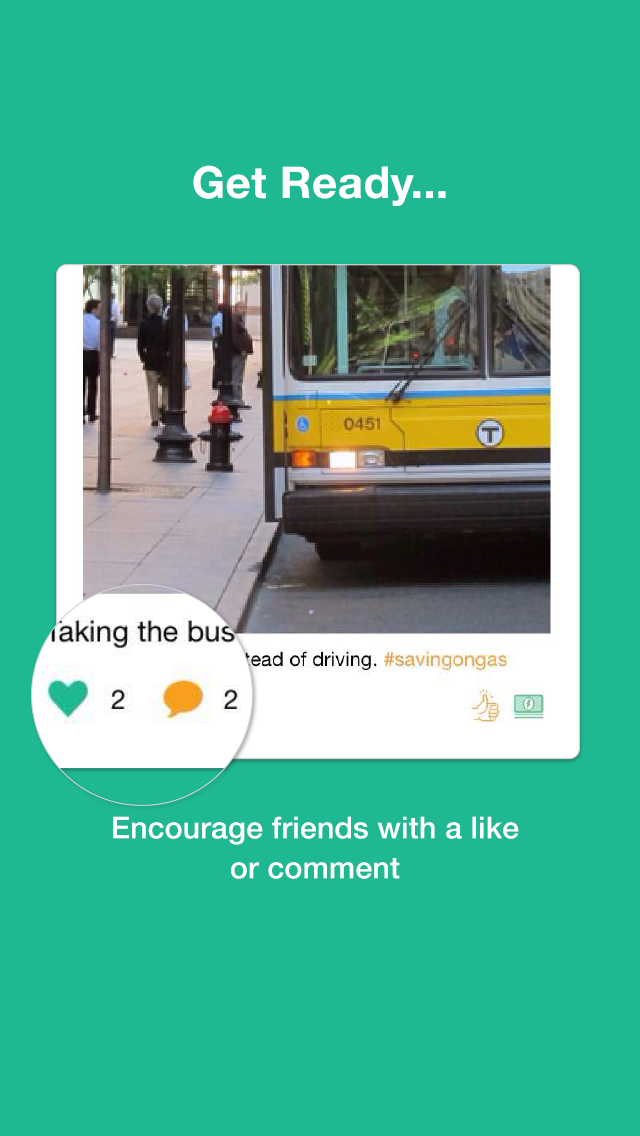 Get Ready...
0451
T
Taking the bus
tead of driving. #savingongas
2 2
Encourage friends with a like
or comment